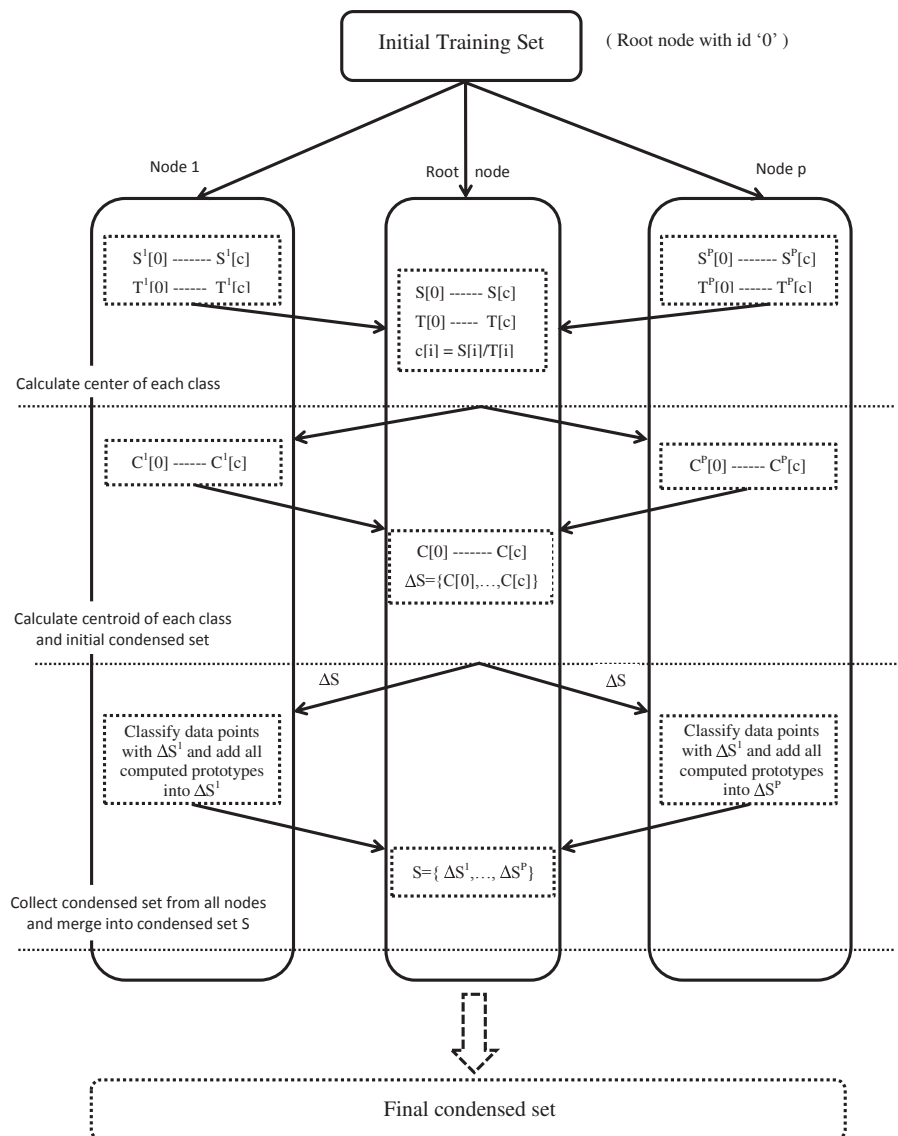 Initial Training Set
( Root node with id ‘0’ )
Node 1
Root node
Node p
S¹[0] ------- S¹[c]
T¹[0] ------ T¹[c]
S[0] ------ S[c]
T[0] ----- T[c]
c[i] = S[i]/T[i]
Sᴾ[0] ------- Sᴾ[c]
Tᴾ[0] ------ Tᴾ[c]
Calculate center of each class
C¹[0] ------ C¹[c]
Cᴾ[0] ------ Cᴾ[c]
C[0] ------- C[c]
ΔS={C[0],…,C[c]}
Calculate centroid of each class
and initial condensed set
ΔS
ΔS
Classify data points
with ΔS¹ and add all
computed prototypes
into ΔS¹
Classify data points
with ΔS¹ and add all
computed prototypes
into ΔSᴾ
S={ ΔS¹,…, ΔSᴾ}
Collect condensed set from all nodes
and merge into condensed set S
Final condensed set